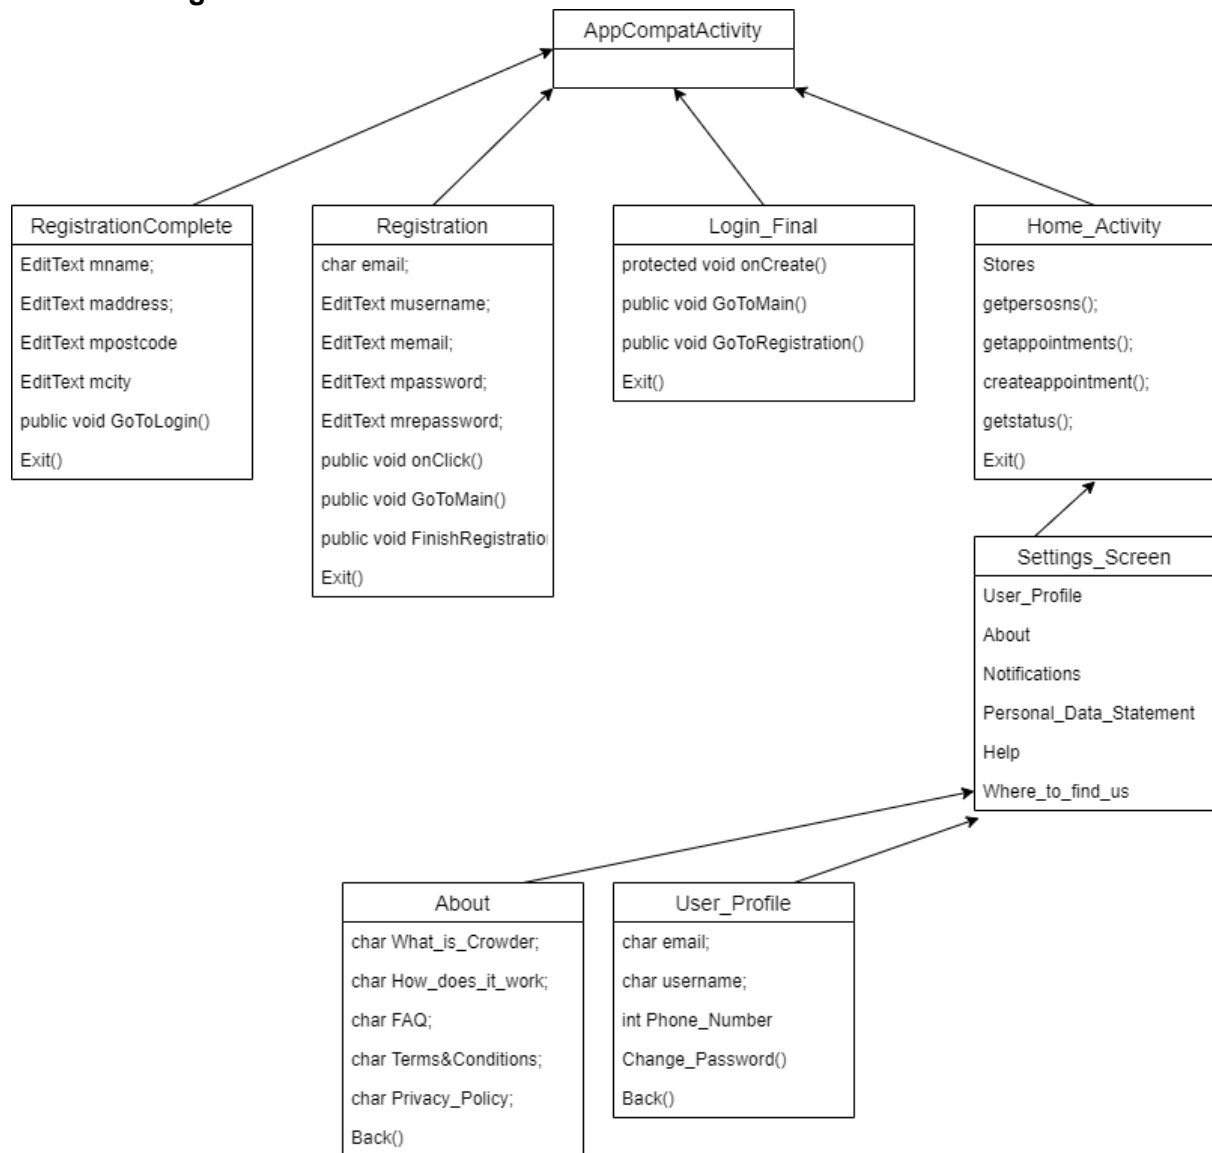 AppCompatActivity
RegistrationComplete
EditText mname;
EditText maddress;
EditText mpostcode
EditText mcity
public void GoToLogin()
Exit()
Registration
char email;
EditText musername;
EditText memail;
EditText mpassword;
EditText mrepassword;
public void onClick()
public void GoToMain()
public void FinishRegistratio
Exit()
Login_Final
protected void onCreate()
public void GoToMain()
public void GoToRegistration()
Exit()
Home_Activity
Stores
getpersosns();
getappointments();
createappointment();
getstatus();
Exit()
Settings_Screen
User_Profile
About
Notifications
Personal_Data_Statement
Help
Where_to_find_us
About
char What_is_Crowder;
char How_does_it_work;
char FAQ;
char Terms&Conditions;
char Privacy_Policy;
Back()
User_Profile
char email;
char username;
int Phone_Number
Change_Password()
Back()